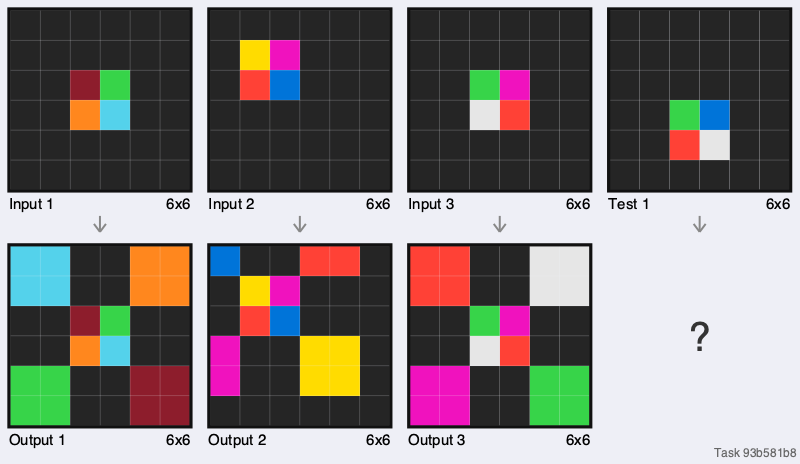 Input 1 6x6
Input 2 6x6
Input 3 6x6
Test 1 6x6
Output 1 6x6
Output 2 6x6
Output 3 6x6
?
Task 93b581b8